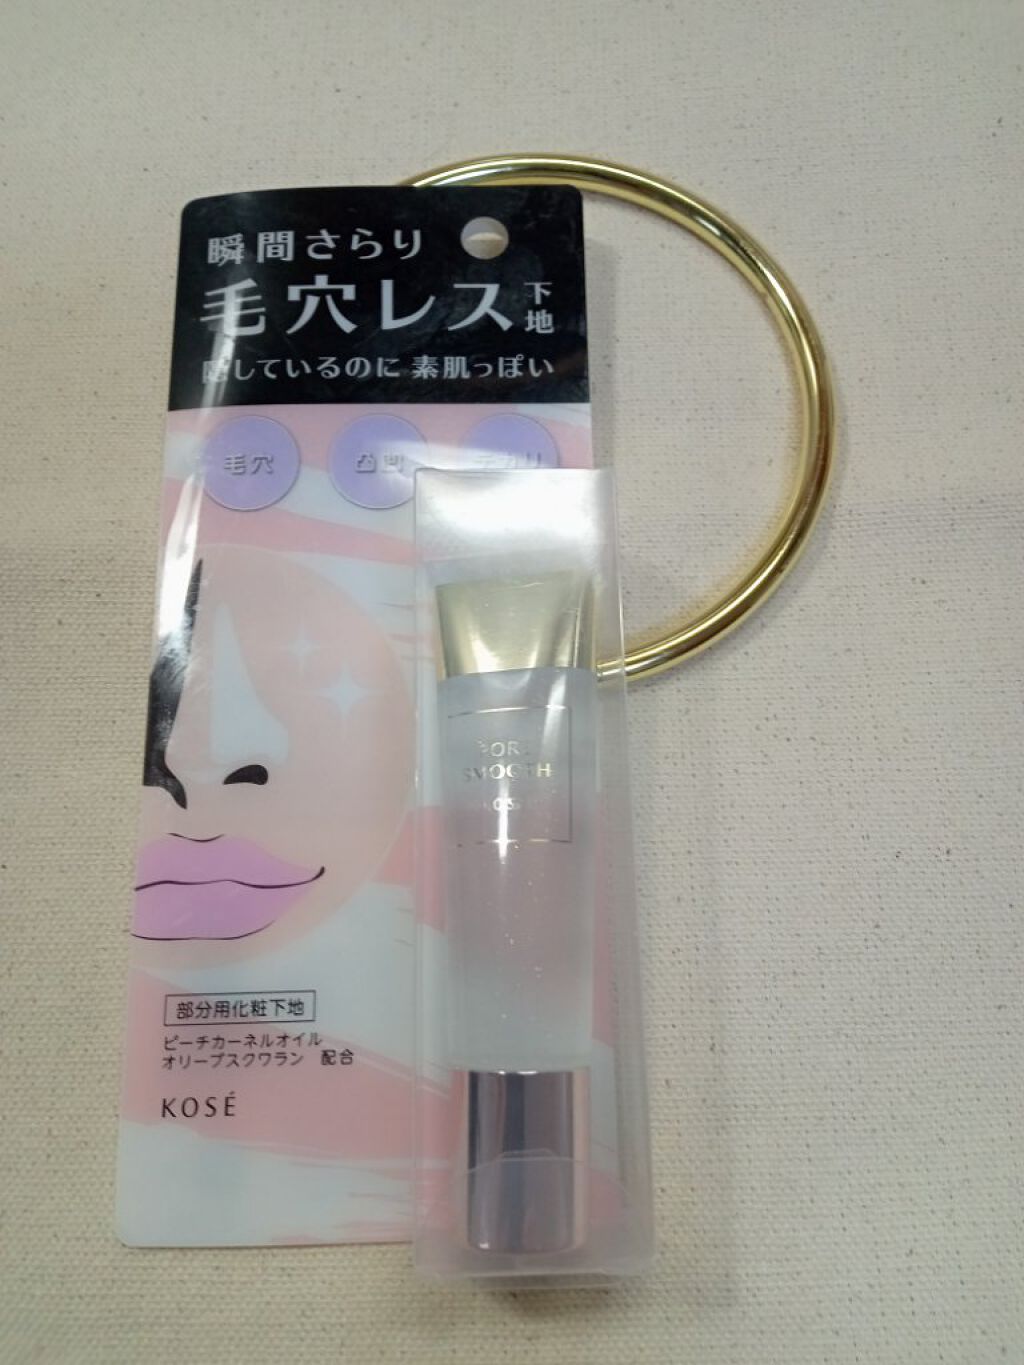 瞬間さらり
毛穴レス下地
隠しているのに 素肌っぽい
毛穴
凸凹
テカリ
PORE
SMOOTH
部分用化粧下地
ピーチカーネルオイル
オリーブスクワラン 配合
KOSÉ